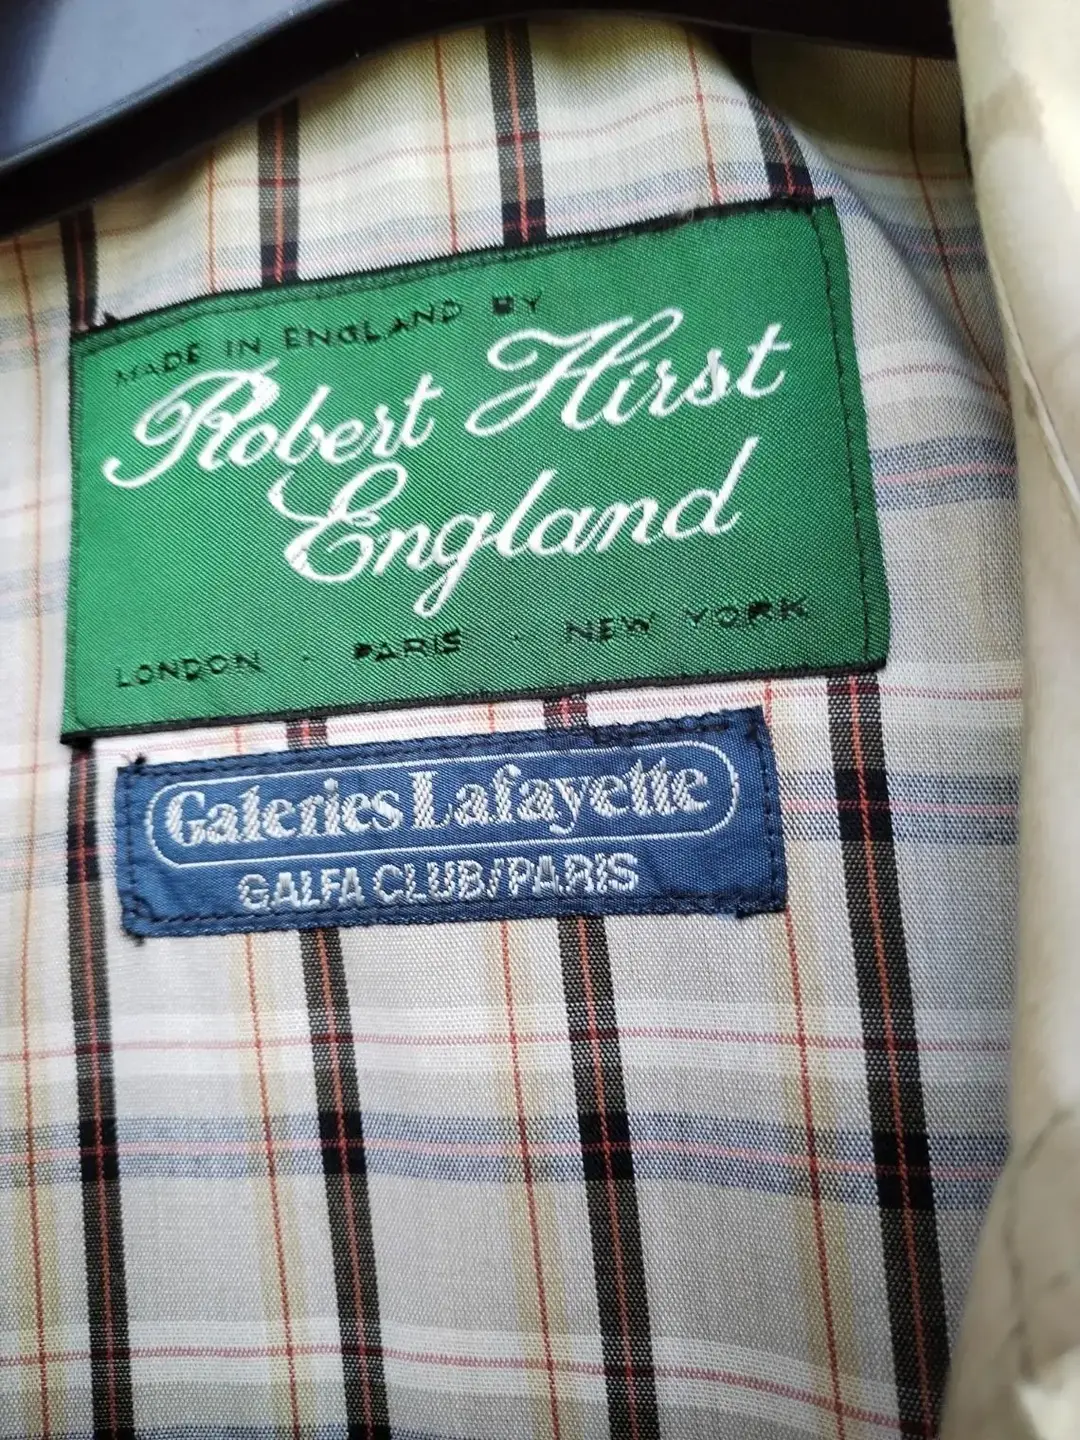 MADE IN ENGLAND BY
Robert Hirst
England
LONDON · PARIS · NEW YORK
Galeries Lafayette
GALFA CLUB/PARIS